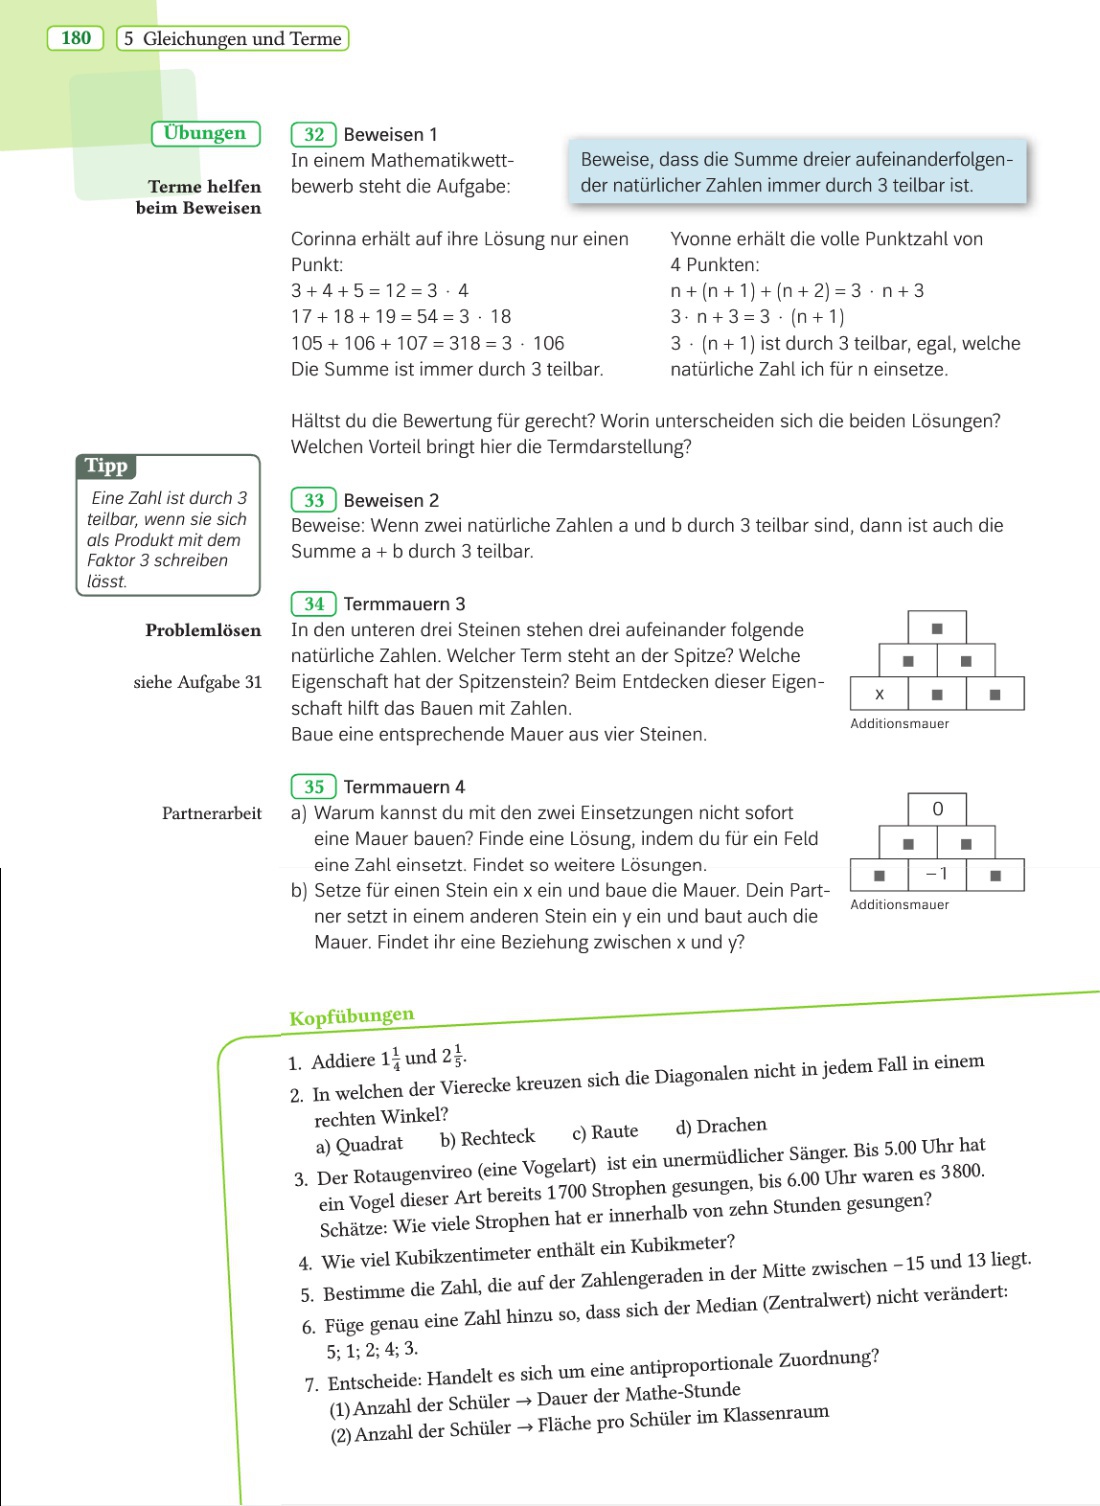 180
5 Gleichungen und Terme
Übungen
Terme helfen
beim Beweisen
32 Beweisen 1
In einem Mathematikwett-
bewerb steht die Aufgabe:
Beweise, dass die Summe dreier aufeinanderfolgen-
der natürlicher Zahlen immer durch 3 teilbar ist.
Corinna erhält auf ihre Lösung nur einen
Punkt:
3 + 4 + 5 = 12 = 3 · 4
17 + 18 + 19 = 54 = 3 · 18
105 + 106 + 107 = 318 = 3 · 106
Die Summe ist immer durch 3 teilbar.
Yvonne erhält die volle Punktzahl von
4 Punkten:
n + (n + 1) + (n + 2) = 3 · n + 3
3 · n + 3 = 3 · (n + 1)
3 · (n + 1) ist durch 3 teilbar, egal, welche
natürliche Zahl ich für n einsetze.
Hältst du die Bewertung für gerecht? Worin unterscheiden sich die beiden Lösungen?
Welchen Vorteil bringt hier die Termdarstellung?
Tipp
Eine Zahl ist durch 3
teilbar, wenn sie sich
als Produkt mit dem
Faktor 3 schreiben
lässt.
33 Beweisen 2
Beweise: Wenn zwei natürliche Zahlen a und b durch 3 teilbar sind, dann ist auch die
Summe a + b durch 3 teilbar.
Problemlösen
siehe Aufgabe 31
34 Termmauern 3
In den unteren drei Steinen stehen drei aufeinander folgende
natürliche Zahlen. Welcher Term steht an der Spitze? Welche
Eigenschaft hat der Spitzenstein? Beim Entdecken dieser Eigen-
schaft hilft das Bauen mit Zahlen.
Baue eine entsprechende Mauer aus vier Steinen.
■
■ ■
x ■ ■
Additionsmauer
Partnerarbeit
35 Termmauern 4
a) Warum kannst du mit den zwei Einsetzungen nicht sofort
eine Mauer bauen? Finde eine Lösung, indem du für ein Feld
eine Zahl einsetzt. Findet so weitere Lösungen.
b) Setze für einen Stein ein x ein und baue die Mauer. Dein Part-
ner setzt in einem anderen Stein ein y ein und baut auch die
Mauer. Findet ihr eine Beziehung zwischen x und y?
0
■ ■
■ −1 ■
Additionsmauer
Kopfübungen
1. Addiere 1 1/4 und 2 1/5.
2. In welchen der Vierecke kreuzen sich die Diagonalen nicht in jedem Fall in einem
rechten Winkel?
a) Quadrat b) Rechteck c) Raute d) Drachen
3. Der Rotaugenvireo (eine Vogelart) ist ein unermüdlicher Sänger. Bis 5.00 Uhr hat
ein Vogel dieser Art bereits 1700 Strophen gesungen, bis 6.00 Uhr waren es 3800.
Schätze: Wie viele Strophen hat er innerhalb von zehn Stunden gesungen?
4. Wie viel Kubikzentimeter enthält ein Kubikmeter?
5. Bestimme die Zahl, die auf der Zahlengeraden in der Mitte zwischen −15 und 13 liegt.
6. Füge genau eine Zahl hinzu so, dass sich der Median (Zentralwert) nicht verändert:
5; 1; 2; 4; 3.
7. Entscheide: Handelt es sich um eine antiproportionale Zuordnung?
(1) Anzahl der Schüler → Dauer der Mathe-Stunde
(2) Anzahl der Schüler → Fläche pro Schüler im Klassenraum